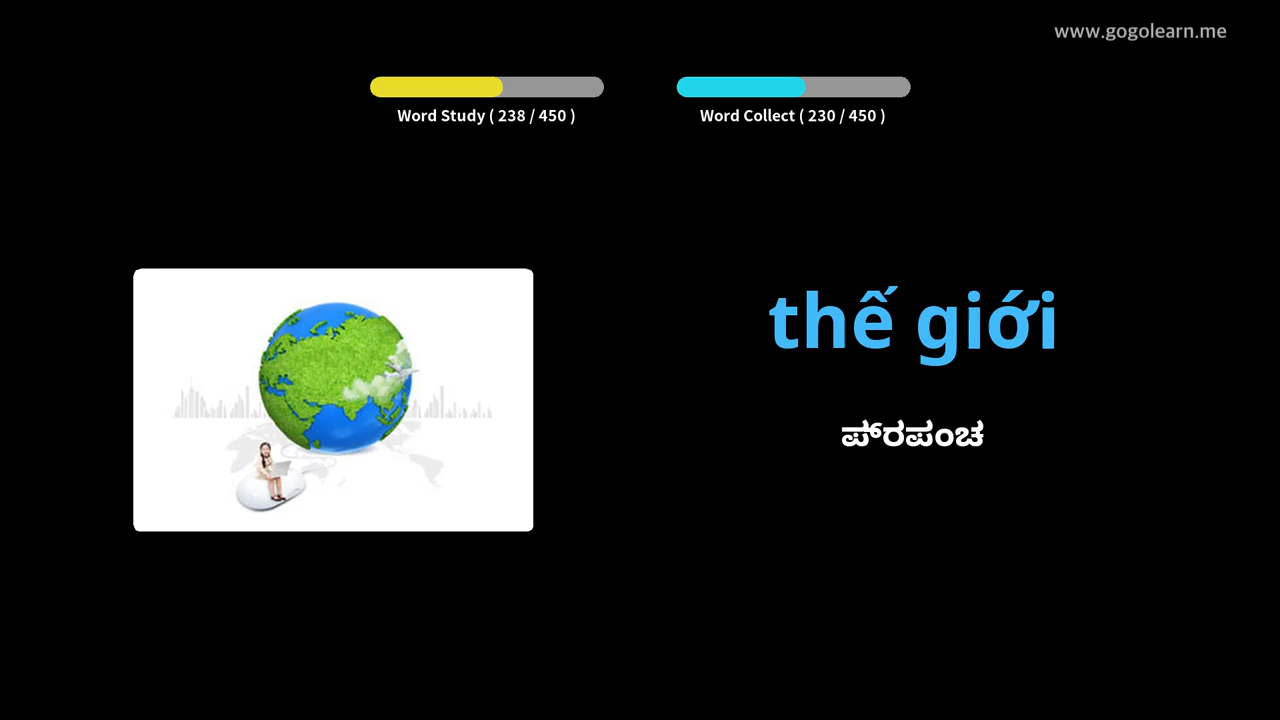 www.gogolearn.me
Word Study ( 238 / 450 )
Word Collect ( 230 / 450 )
thế giới
ಪ್ರಪಂಚ